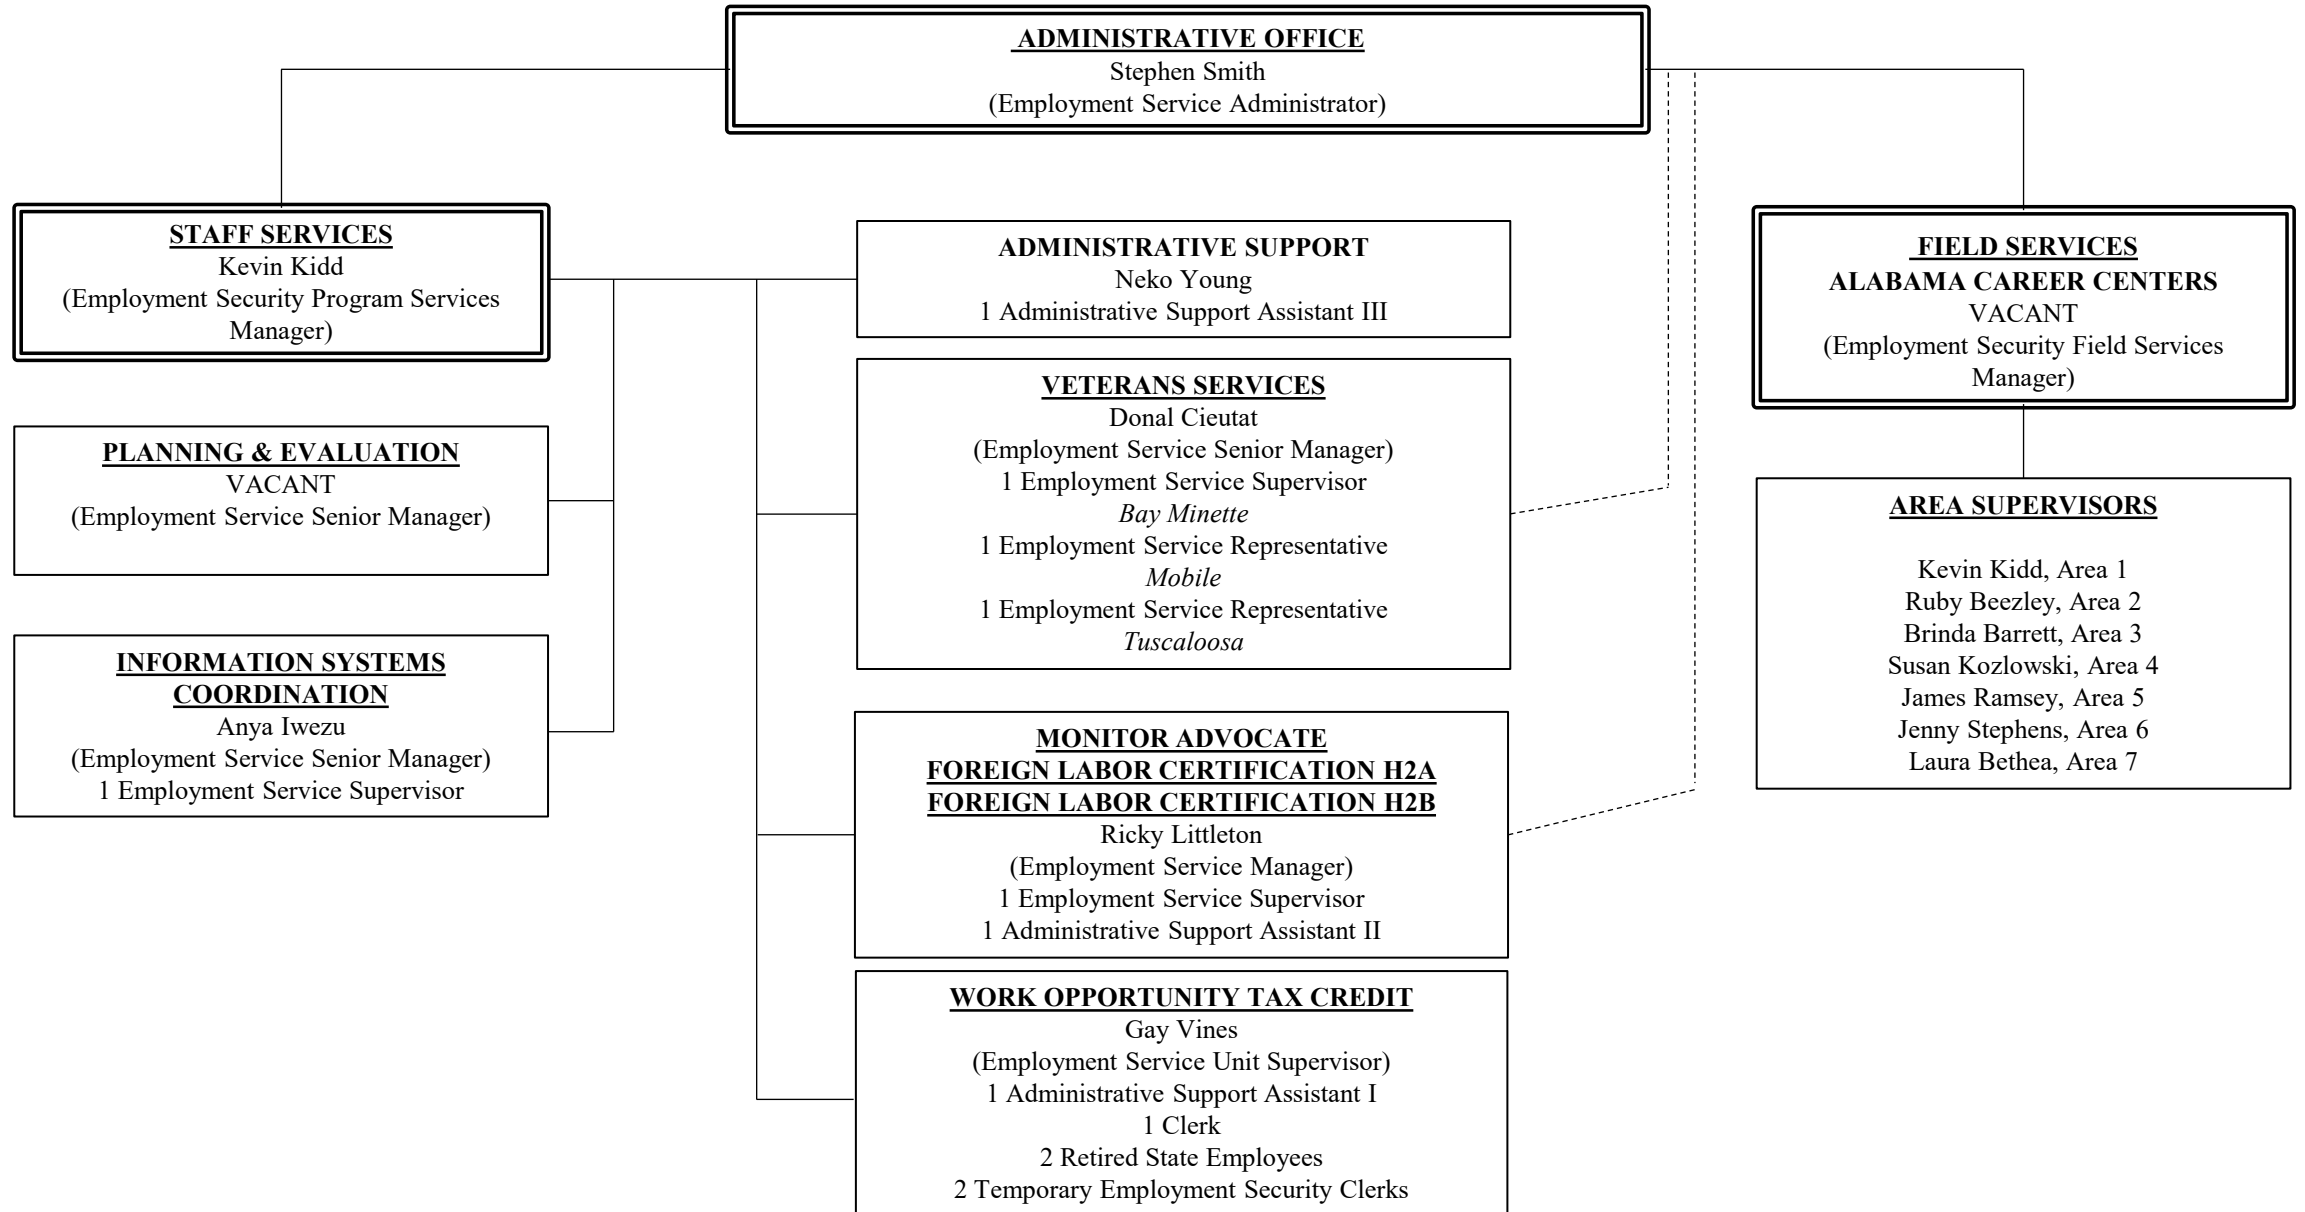 ADMINISTRATIVE OFFICE
Stephen Smith
(Employment Service Administrator)
STAFF SERVICES
Kevin Kidd
(Employment Security Program Services
Manager)
PLANNING & EVALUATION
VACANT
(Employment Service Senior Manager)
INFORMATION SYSTEMS
COORDINATION
Anya Iwezu
(Employment Service Senior Manager)
1 Employment Service Supervisor
ADMINISTRATIVE SUPPORT
Neko Young
1 Administrative Support Assistant III
VETERANS SERVICES
Donal Cieutat
(Employment Service Senior Manager)
1 Employment Service Supervisor
Bay Minette
1 Employment Service Representative
Mobile
1 Employment Service Representative
Tuscaloosa
MONITOR ADVOCATE
FOREIGN LABOR CERTIFICATION H2A
FOREIGN LABOR CERTIFICATION H2B
Ricky Littleton
(Employment Service Manager)
1 Employment Service Supervisor
1 Administrative Support Assistant II
WORK OPPORTUNITY TAX CREDIT
Gay Vines
(Employment Service Unit Supervisor)
1 Administrative Support Assistant I
1 Clerk
2 Retired State Employees
2 Temporary Employment Security Clerks
FIELD SERVICES
ALABAMA CAREER CENTERS
VACANT
(Employment Security Field Services
Manager)
AREA SUPERVISORS
Kevin Kidd, Area 1
Ruby Beezley, Area 2
Brinda Barrett, Area 3
Susan Kozlowski, Area 4
James Ramsey, Area 5
Jenny Stephens, Area 6
Laura Bethea, Area 7